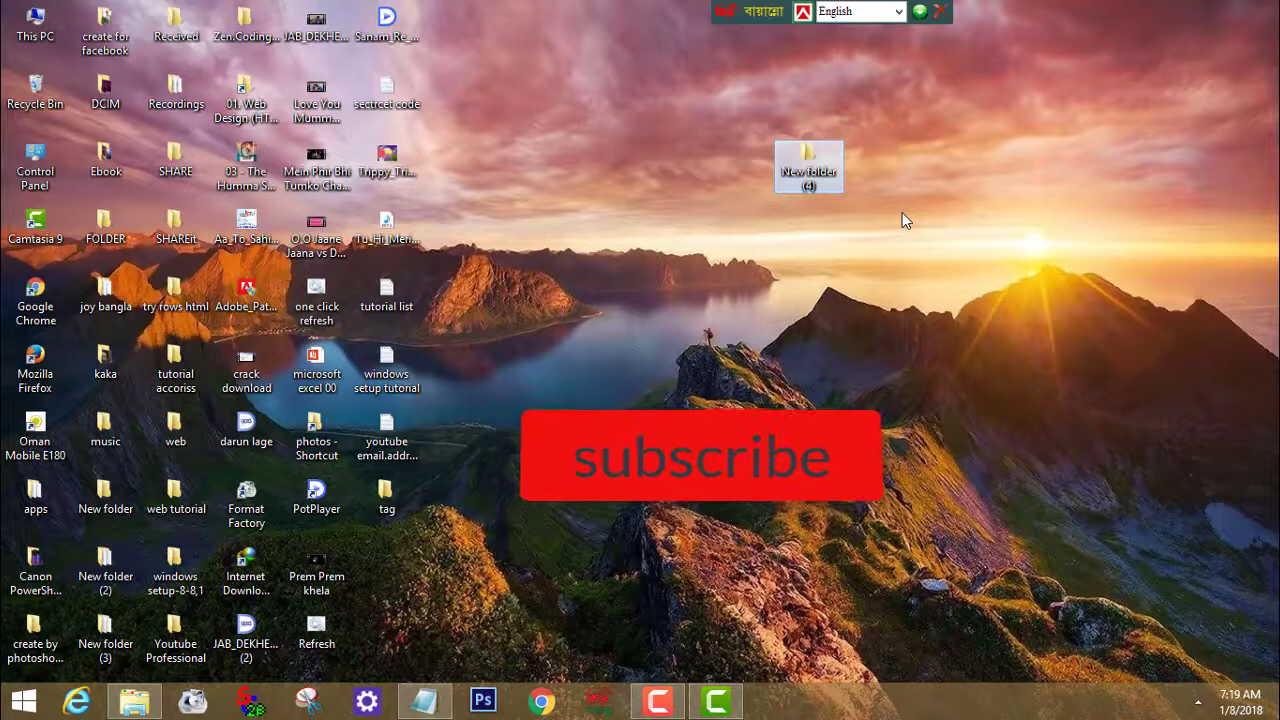 বায়ান্নো English
This PC
create for facebook
Received
Zen.Coding...
JAB_DEKHE...
Sanam_Re_...
Recycle Bin
DCIM
Recordings
01. Web Design (HT...
Love You Mumm...
sectrcet code
Control Panel
Ebook
SHARE
03 - The Humma S...
Mein Phir Bhi Tumko Cha...
Trippy_Tri...
New folder (4)
Camtasia 9
FOLDER
SHAREit
Aa_To_Sahi...
O O Jaane Jaana vs D...
Tu_Hi_Meri...
Google Chrome
joy bangla
try rows html
Adobe_Pat...
one click refresh
tutorial list
Mozilla Firefox
kaka
tutorial accoriss
crack download
microsoft excel 00
windows setup tutorial
Oman Mobile E180
music
web
darun lage
photos - Shortcut
youtube email.addr...
subscribe
apps
New folder
web tutorial
Format Factory
PotPlayer
tag
Canon PowerSh...
New folder (2)
windows setup-8-8,1
Internet Downlo...
Prem Prem khela
create by photosho...
New folder (3)
Youtube Professional
JAB_DEKHE... (2)
Refresh
Ps
7:19 AM
1/8/2018